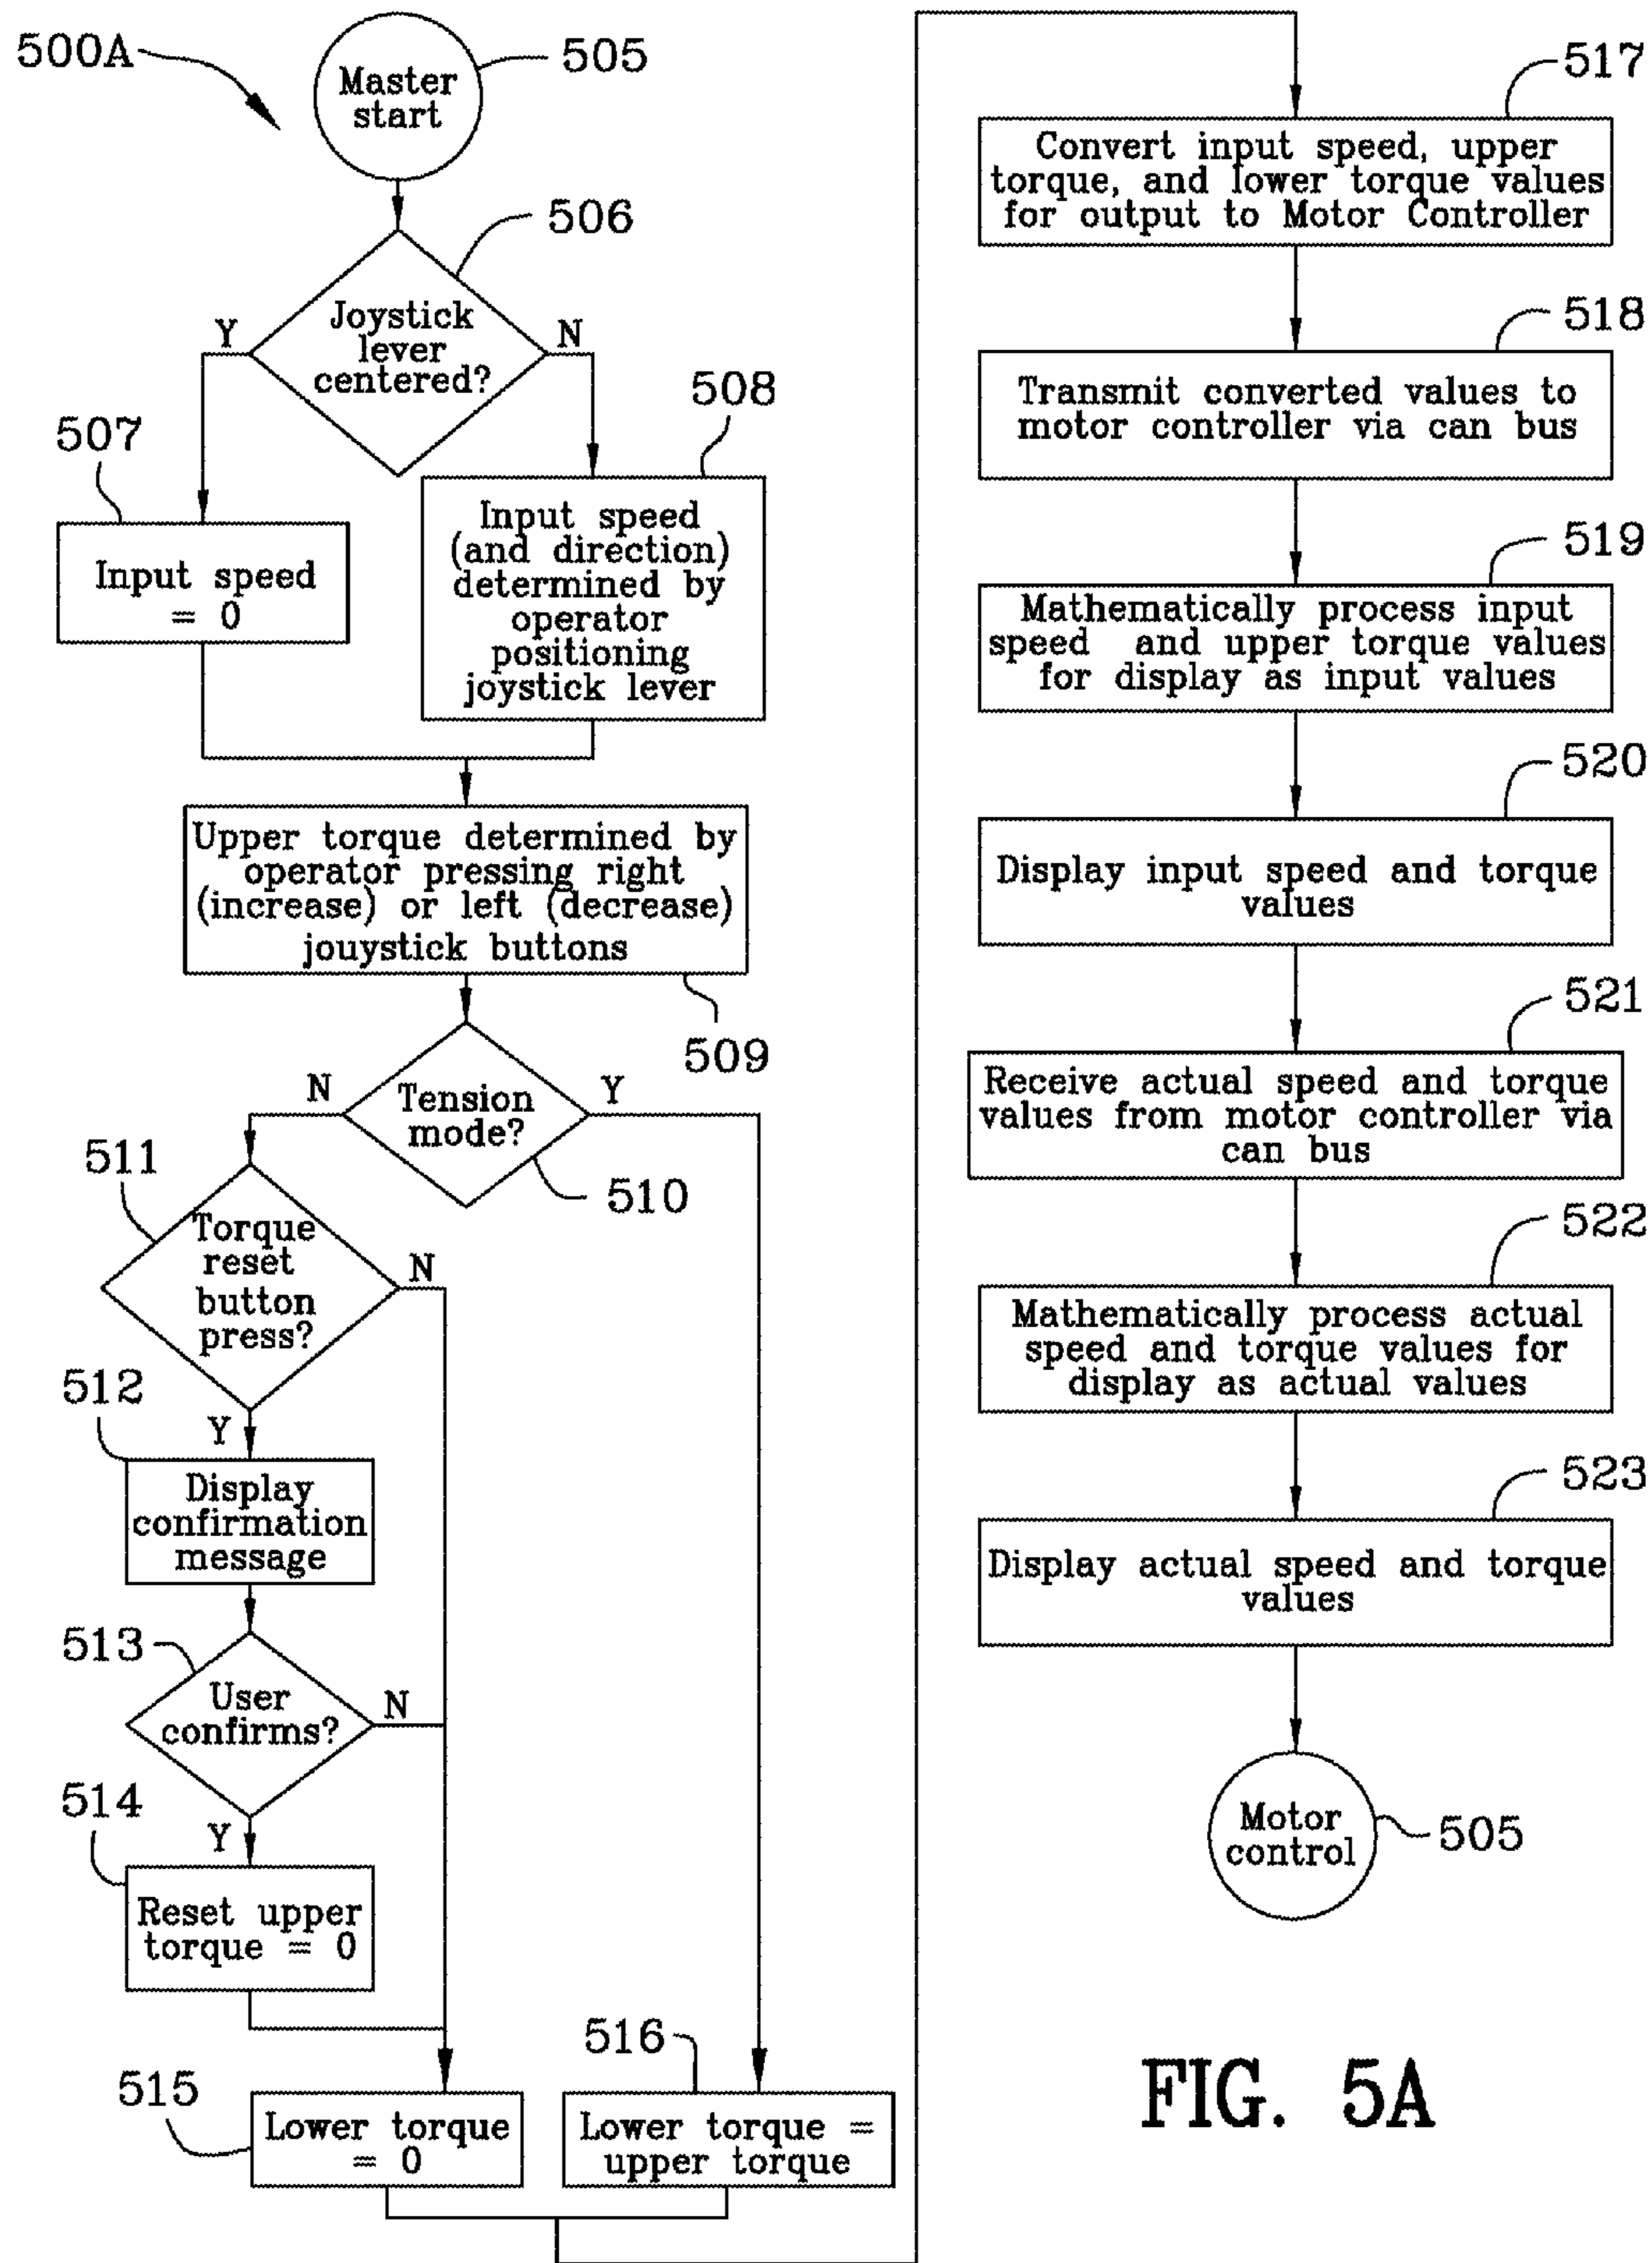 500A
505
Master
start
506
Joystick
lever
centered?
Y
N
507
Input speed
= 0
508
Input speed
(and direction)
determined by
operator
positioning
joystick lever
Upper torque determined by
operator pressing right
(increase) or left (decrease)
jouystick buttons
509
Tension
mode?
N
Y
510
511
Torque
reset
button
press?
N
Y
512
Display
confirmation
message
513
User
confirms?
N
Y
514
Reset upper
torque = 0
515
Lower torque
= 0
516
Lower torque =
upper torque
517
Convert input speed, upper
torque, and lower torque values
for output to Motor Controller
518
Transmit converted values to
motor controller via can bus
519
Mathematically process input
speed and upper torque values
for display as input values
520
Display input speed and torque
values
521
Receive actual speed and torque
values from motor controller via
can bus
522
Mathematically process actual
speed and torque values for
display as actual values
523
Display actual speed and torque
values
Motor
control
505
FIG. 5A